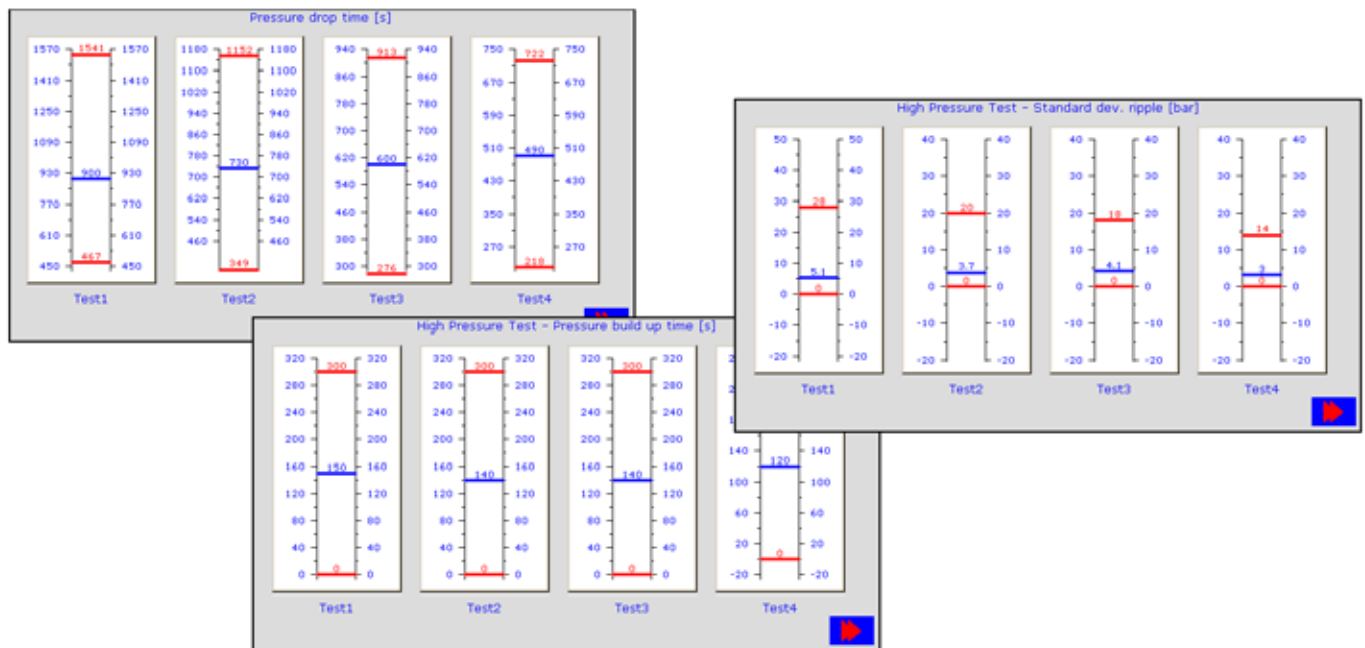 Pressure drop time [s]
1570 1541 1570 1180 1152 1180 940 913 940 750 722 750
1410 1410 1100 1100 860 860 670 670
1250 1250 1020 1020 780 780 590 590
1090 1090 940 940 700 700 510 490 510
930 900 930 860 860 620 600 620 430 430
770 770 780 730 780 540 540 350 350
610 610 700 700 460 460 270 218 270
450 467 450 620 620 380 380
540 540 300 276 300
460 349 460
Test1 Test2 Test3 Test4
High Pressure Test - Standard dev. ripple [bar]
50 50 40 40 40 40 40 40
40 40 30 30 30 30 30 30
30 28 30 20 20 20 20 18 20 20 14 20
20 20 10 3.7 10 10 4.1 10 10 3 10
10 5.1 10 0 0 0 0 0 0 0 0 0
0 0 0 -10 -10 -10 -10 -10 -10
-10 -10 -20 -20 -20 -20 -20 -20
-20 -20
Test1 Test2 Test3 Test4
High Pressure Test - Pressure build up time [s]
320 300 320 320 300 320 320 300 320
280 280 280 280 280 280
240 240 240 240 240 240
200 200 200 200 200 200
160 150 160 160 140 160 160 140 160 140 120 140
120 120 120 120 120 120 100 100
80 80 80 80 80 80 60 60
40 40 40 40 40 40 20 0 20
0 0 0 0 0 0 0 0 0 -20 -20
Test1 Test2 Test3 Test4